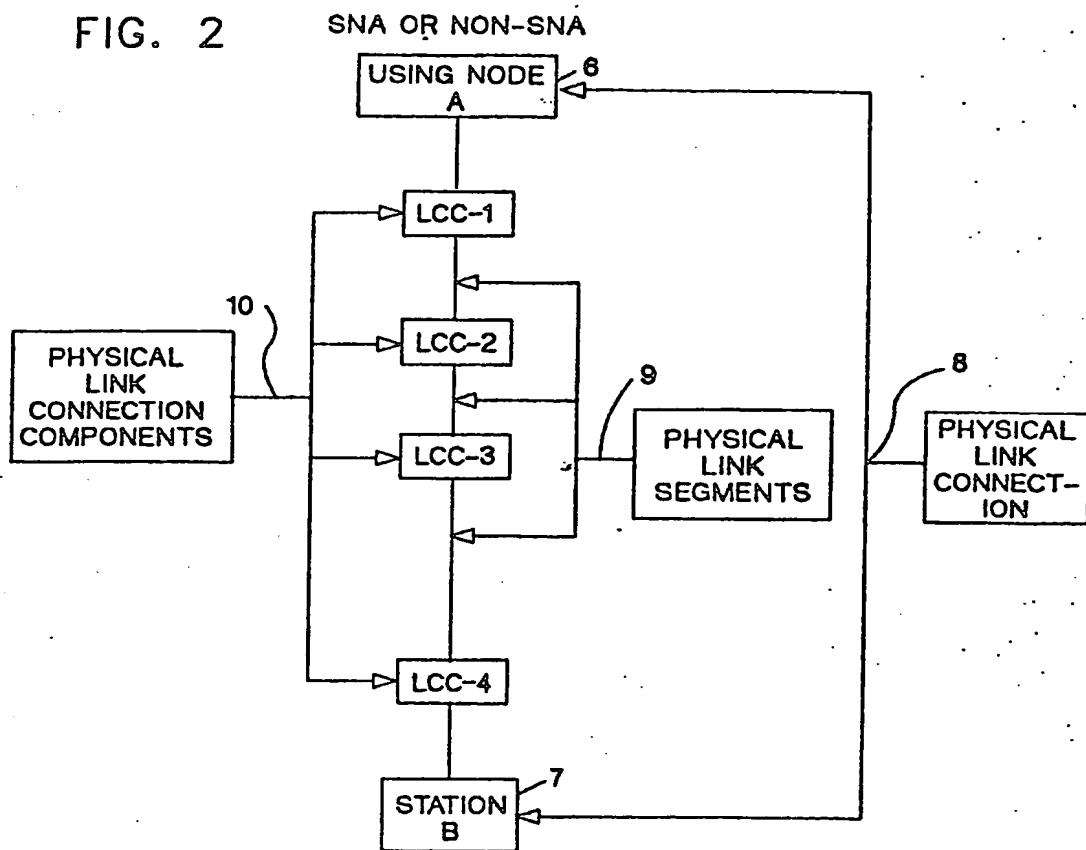 FIG. 2
SNA OR NON-SNA
USING NODE
A
6
LCC-1
10
LCC-2
PHYSICAL
LINK
CONNECTION
COMPONENTS
9
8
LCC-3
PHYSICAL
LINK
SEGMENTS
PHYSICAL
LINK
CONNECT-
ION
LCC-4
7
STATION
B